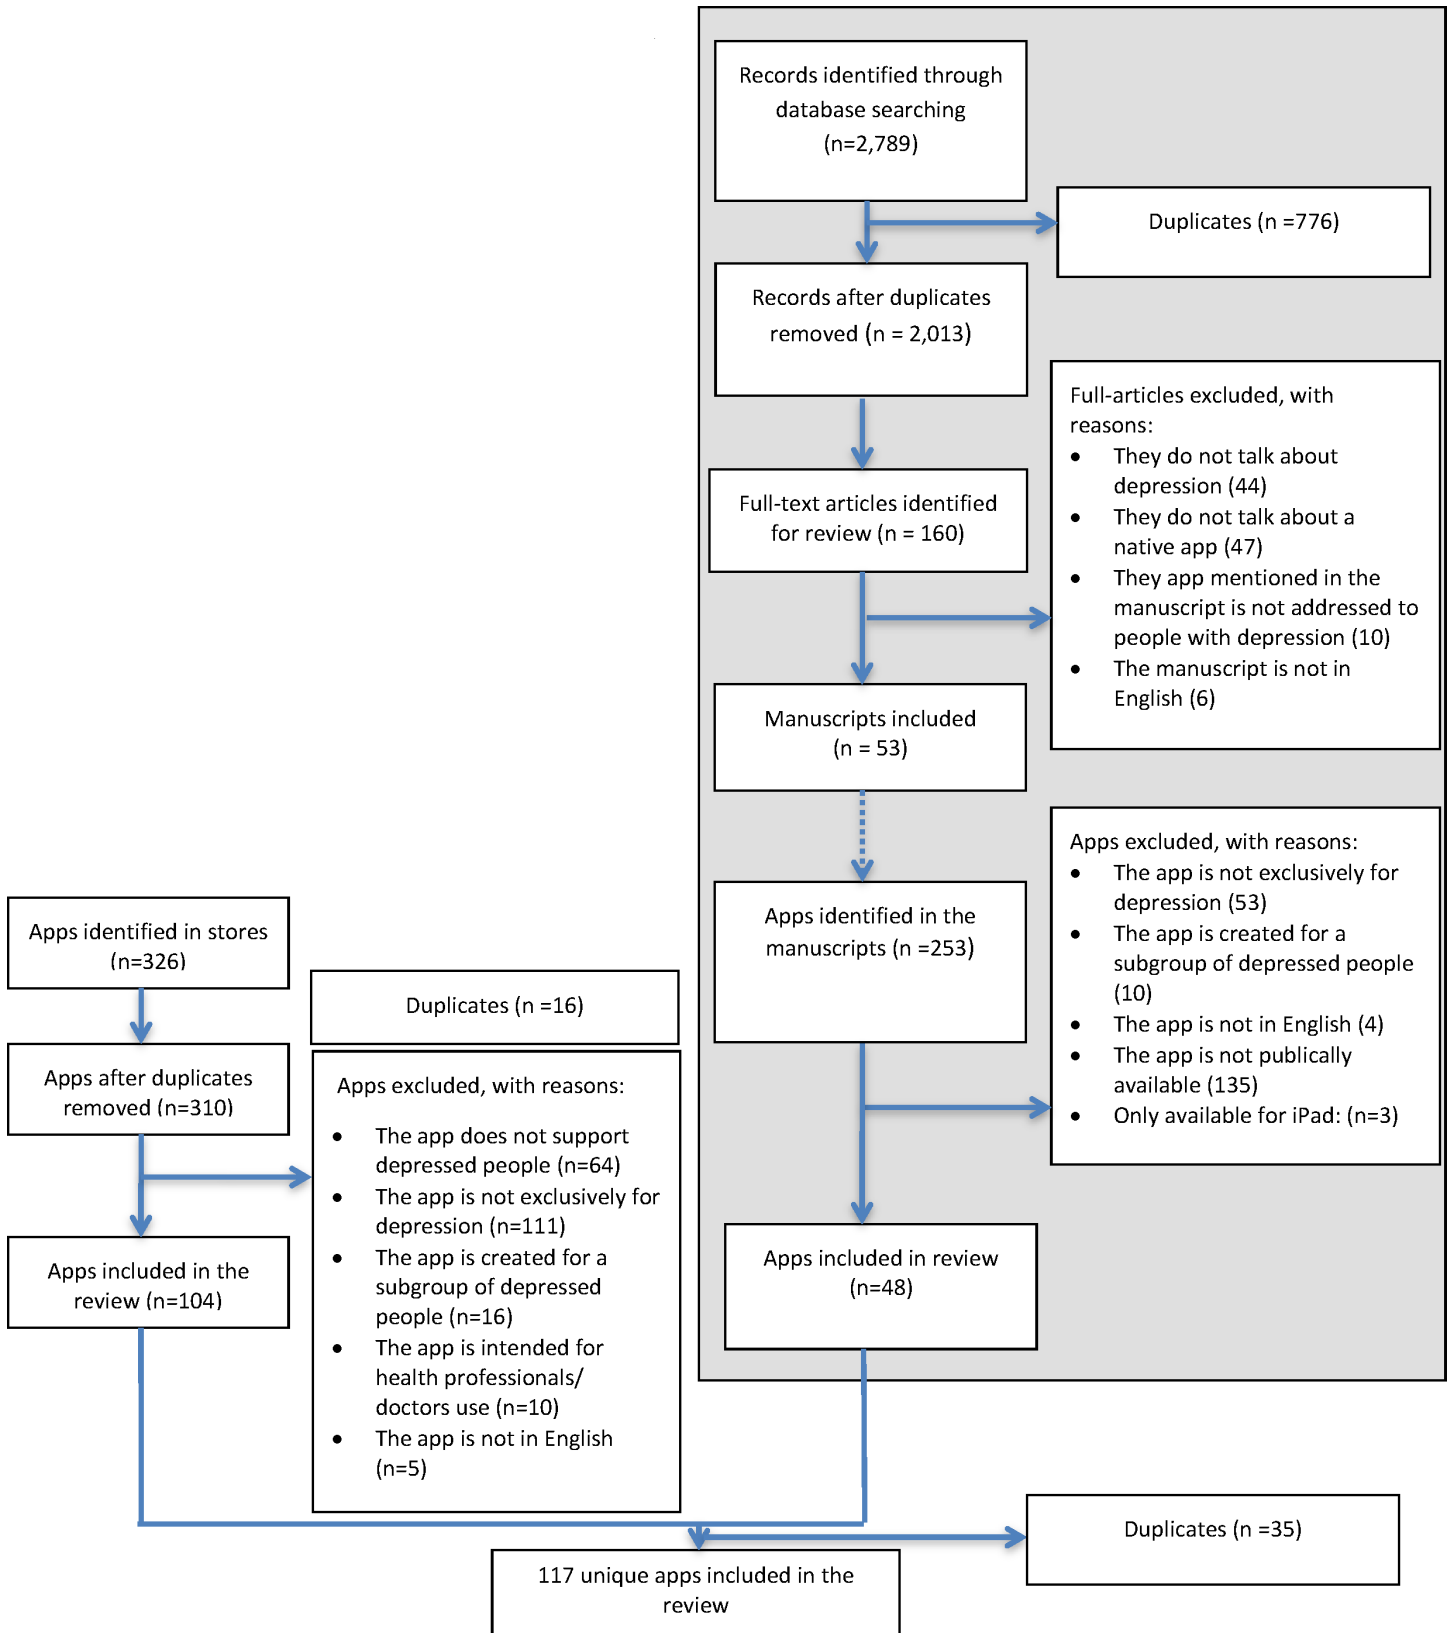 Records identified through
database searching
(n=2,789)
Duplicates (n =776)
Records after duplicates
removed (n = 2,013)
Full-articles excluded, with
reasons:
• They do not talk about
depression (44)
• They do not talk about a
native app (47)
• They app mentioned in the
manuscript is not addressed to
people with depression (10)
• The manuscript is not in
English (6)
Full-text articles identified
for review (n = 160)
Manuscripts included
(n = 53)
Apps excluded, with reasons:
• The app is not exclusively for
depression (53)
• The app is created for a
subgroup of depressed people
(10)
• The app is not in English (4)
• The app is not publically
available (135)
• Only available for iPad: (n=3)
Apps identified in the
manuscripts (n =253)
Apps identified in stores
(n=326)
Duplicates (n =16)
Apps after duplicates
removed (n=310)
Apps excluded, with reasons:
• The app does not support
depressed people (n=64)
• The app is not exclusively for
depression (n=111)
• The app is created for a
subgroup of depressed
people (n=16)
• The app is intended for
health professionals/
doctors use (n=10)
• The app is not in English
(n=5)
Apps included in the
review (n=104)
Apps included in review
(n=48)
Duplicates (n =35)
117 unique apps included in the
review